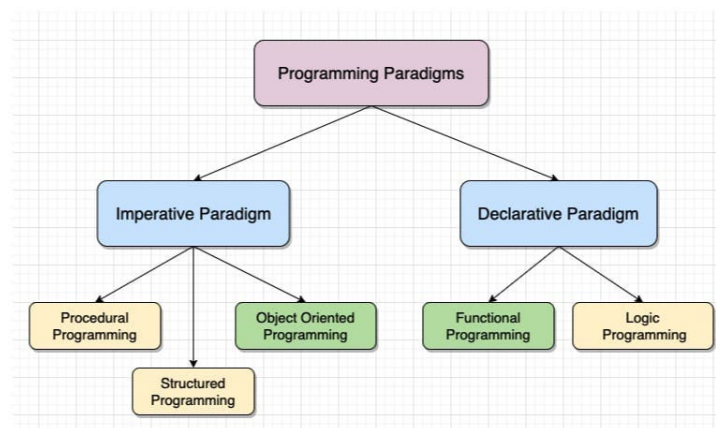 Programming Paradigms
Imperative Paradigm
Declarative Paradigm
Procedural
Programming
Object Oriented
Programming
Functional
Programming
Logic
Programming
Structured
Programming